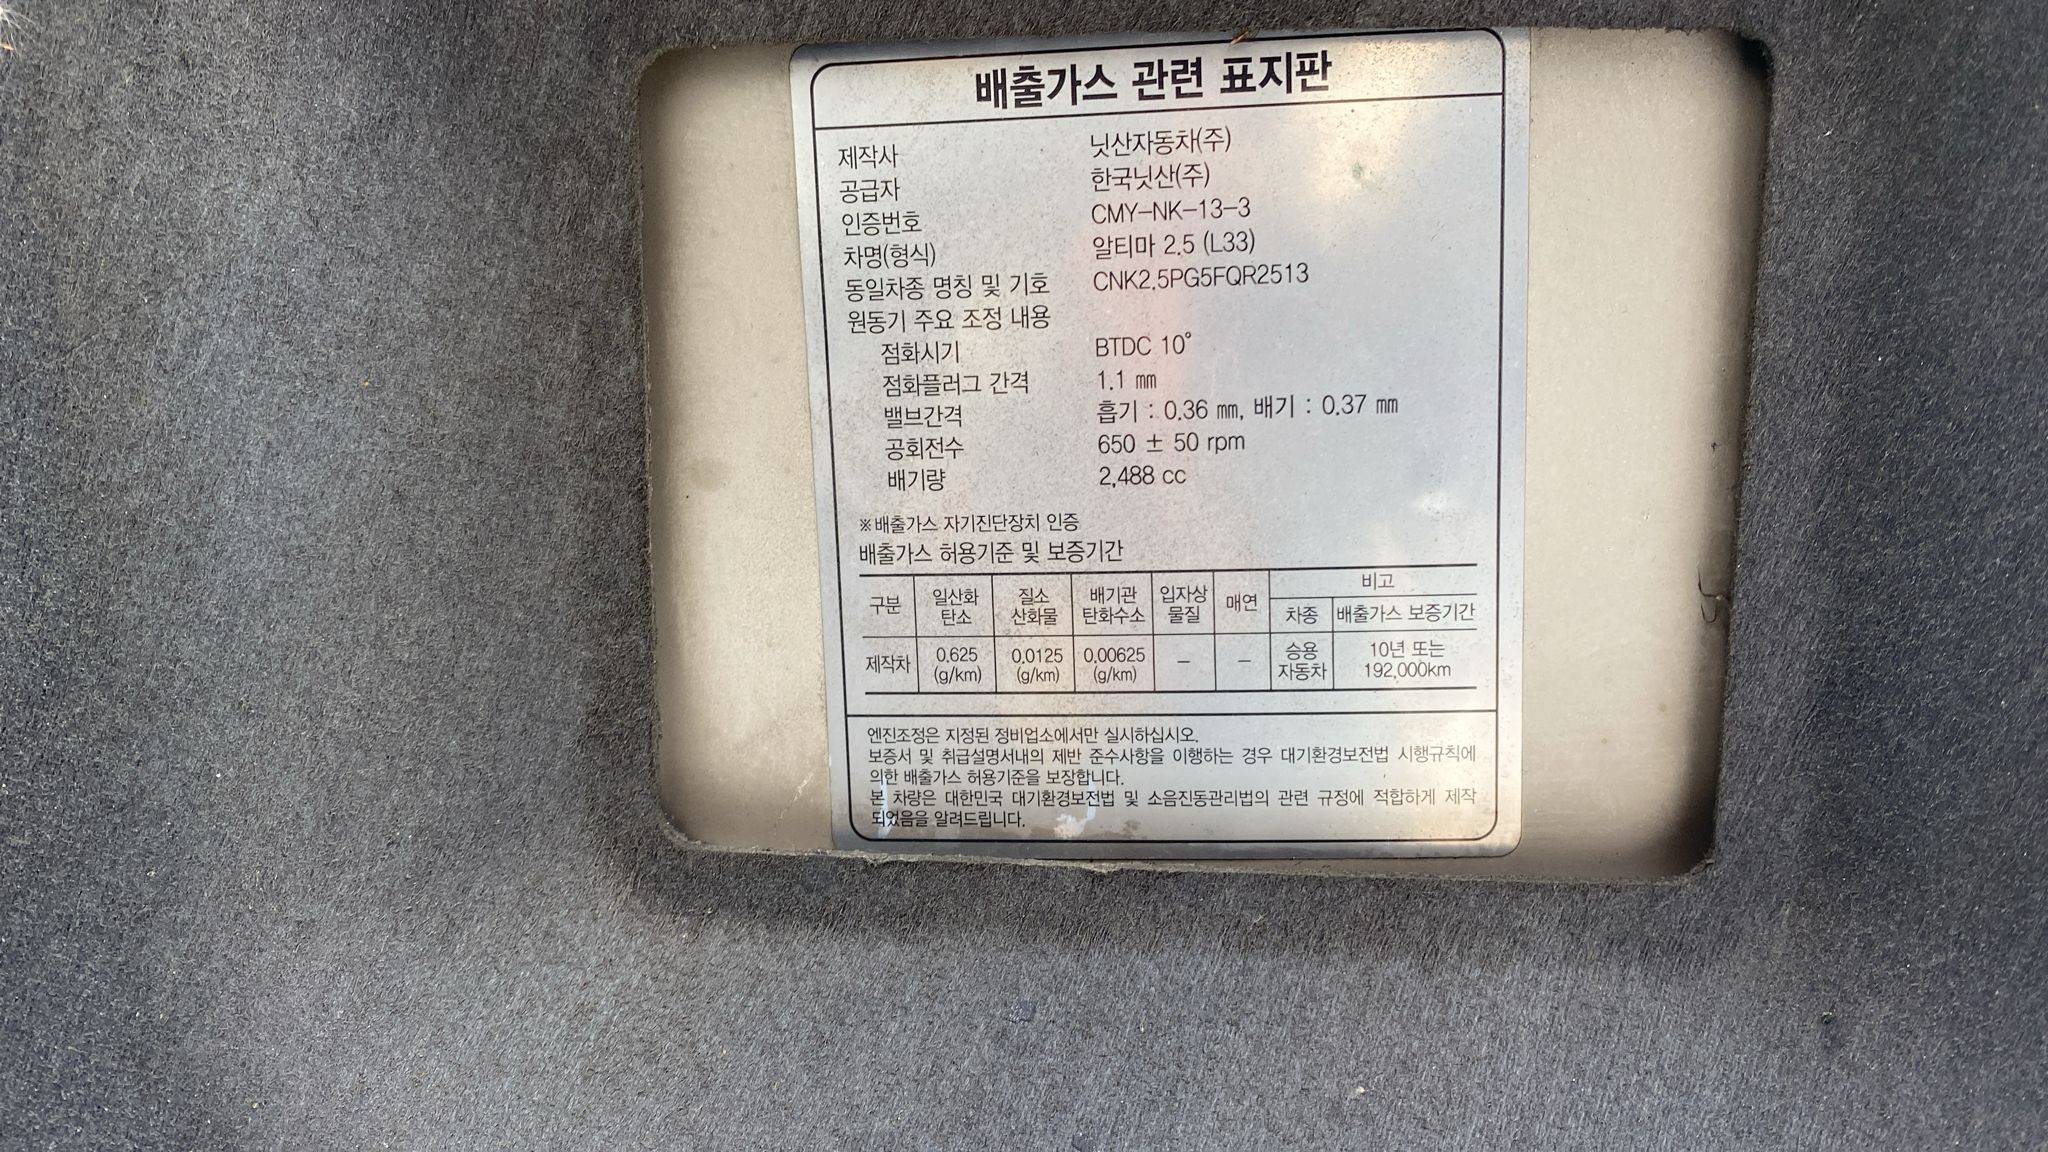 배출가스 관련 표지판
제작사 닛산자동차(주)
공급자 한국닛산(주)
인증번호 CMY-NK-13-3
차명(형식) 알티마 2.5 (L33)
동일차종 명칭 및 기호 CNK2.5PG5FQR2513
원동기 주요 조정 내용
점화시기 BTDC 10°
점화플러그 간격 1.1 mm
밸브간격 흡기 : 0.36 mm, 배기 : 0.37 mm
공회전수 650 ± 50 rpm
배기량 2,488 cc
※배출가스 자기진단장치 인증
배출가스 허용기준 및 보증기간
구분 일산화탄소 질소산화물 배기관탄화수소 입자상물질 매연 비고
차종 배출가스 보증기간
제작차 0.625 (g/km) 0.0125 (g/km) 0.00625 (g/km) － － 승용자동차 10년 또는 192,000km
엔진조정은 지정된 정비업소에서만 실시하십시오.
보증서 및 취급설명서내의 제반 준수사항을 이행하는 경우 대기환경보전법 시행규칙에
의한 배출가스 허용기준을 보장합니다.
본 차량은 대한민국 대기환경보전법 및 소음진동관리법의 관련 규정에 적합하게 제작
되었음을 알려드립니다.